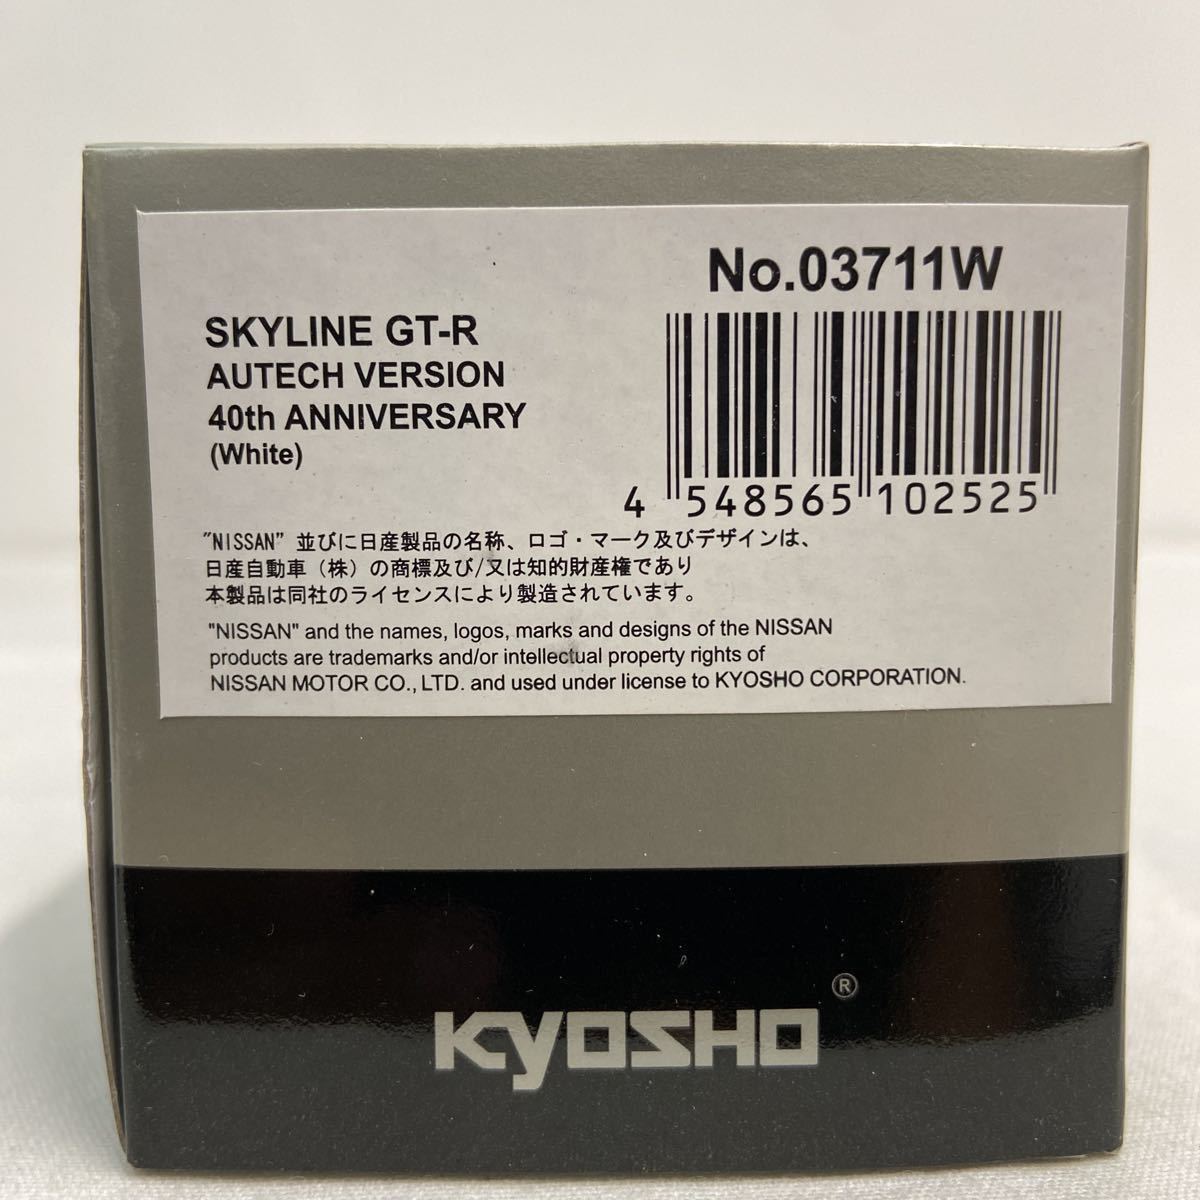 No.03711W
SKYLINE GT-R
AUTECH VERSION
40th ANNIVERSARY
(White)
4 548565 102525
"NISSAN" 並びに日産製品の名称、ロゴ・マーク及びデザインは、
日産自動車（株）の商標及び/又は知的財産権であり
本製品は同社のライセンスにより製造されています。
"NISSAN" and the names, logos, marks and designs of the NISSAN
products are trademarks and/or intellectual property rights of
NISSAN MOTOR CO., LTD. and used under license to KYOSHO CORPORATION.
KYOSHO ®